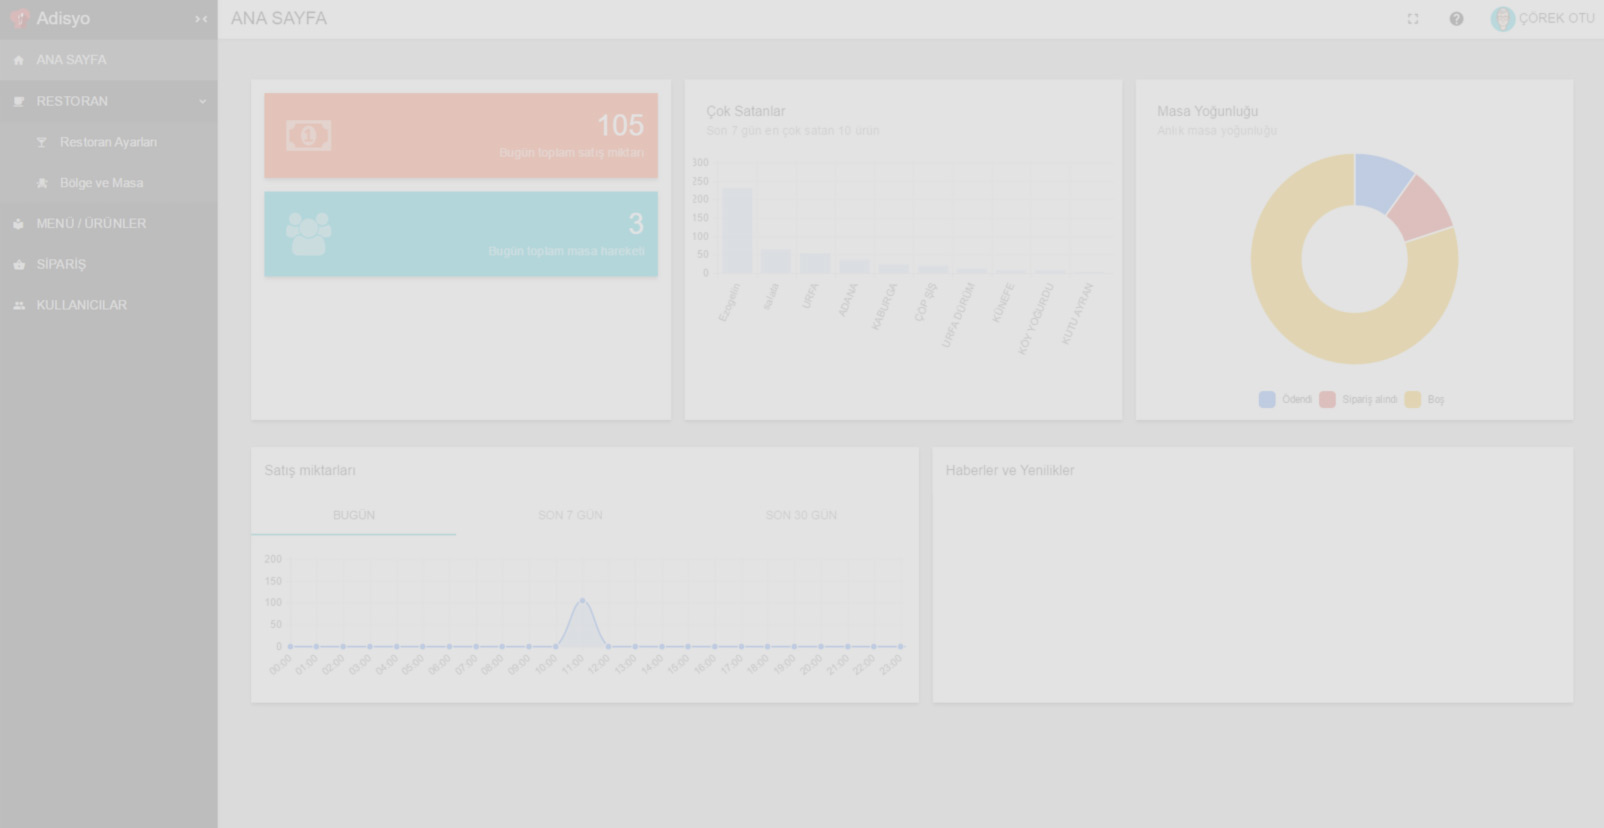 Adisyo
ANA SAYFA
RESTORAN
Restoran Ayarları
Bölge ve Masa
MENÜ / ÜRÜNLER
SİPARİŞ
KULLANICILAR
ANA SAYFA
ÇÖREK OTU
105
Bugün toplam satış miktarı
3
Bugün toplam masa hareketi
Çok Satanlar
Son 7 gün en çok satan 10 ürün
300
250
200
150
100
50
0
Ezogelin
salata
URFA
ADANA
KABURGA
ÇÖP ŞİŞ
URFA DÜRÜM
KÜNEFE
KÖY YOĞURDU
KUTU AYRAN
Masa Yoğunluğu
Anlık masa yoğunluğu
Ödendi Sipariş alındı Boş
Satış miktarları
BUGÜN SON 7 GÜN SON 30 GÜN
200
150
100
50
0
00:00 01:00 02:00 03:00 04:00 05:00 06:00 07:00 08:00 09:00 10:00 11:00 12:00 13:00 14:00 15:00 16:00 17:00 18:00 19:00 20:00 21:00 22:00 23:00
Haberler ve Yenilikler